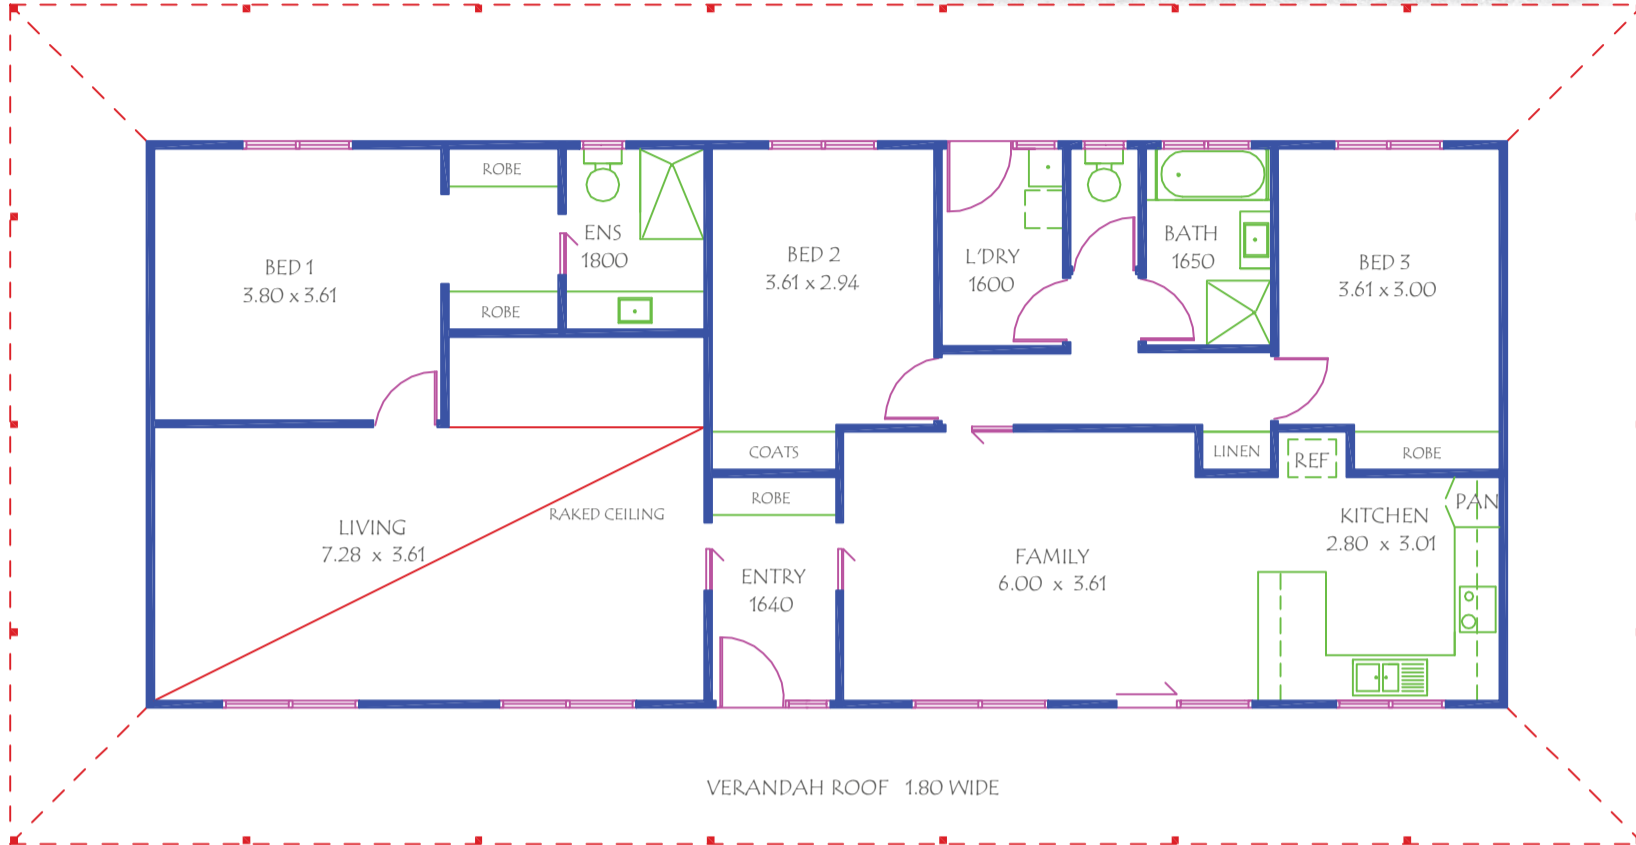 BED 1
3.80 x 3.61
ROBE
ROBE
ENS
1800
BED 2
3.61 x 2.94
L'DRY
1600
BATH
1650
BED 3
3.61 x 3.00
COATS
ROBE
LINEN
REF
ROBE
PAN
LIVING
7.28 x 3.61
RAKED CEILING
ENTRY
1640
FAMILY
6.00 x 3.61
KITCHEN
2.80 x 3.01
VERANDAH ROOF 1.80 WIDE